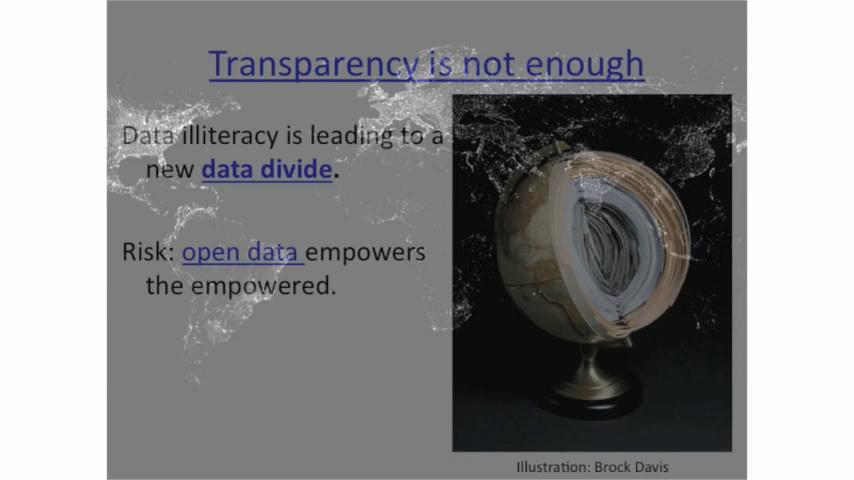 Transparency is not enough
Data illiteracy is leading to a
new data divide.
Risk: open data empowers
the empowered.
Illustration: Brock Davis